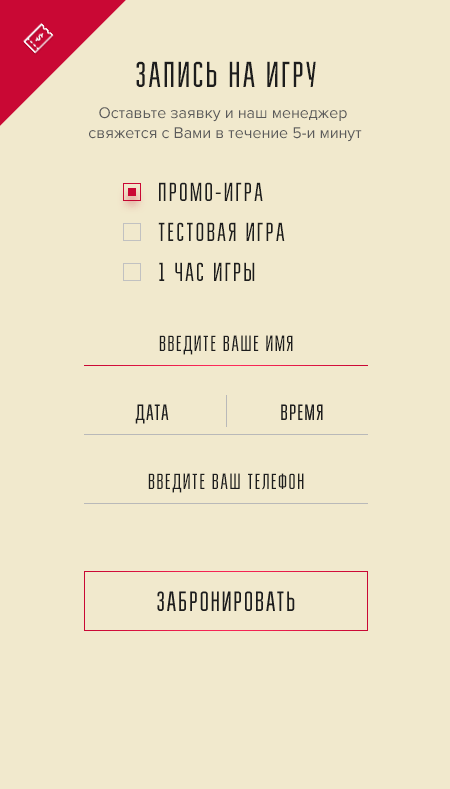 ЗАПИСЬ НА ИГРУ
Оставьте заявку и наш менеджер
свяжется с Вами в течение 5-и минут
ПРОМО-ИГРА
ТЕСТОВАЯ ИГРА
1 ЧАС ИГРЫ
ВВЕДИТЕ ВАШЕ ИМЯ
ДАТА ВРЕМЯ
ВВЕДИТЕ ВАШ ТЕЛЕФОН
ЗАБРОНИРОВАТЬ